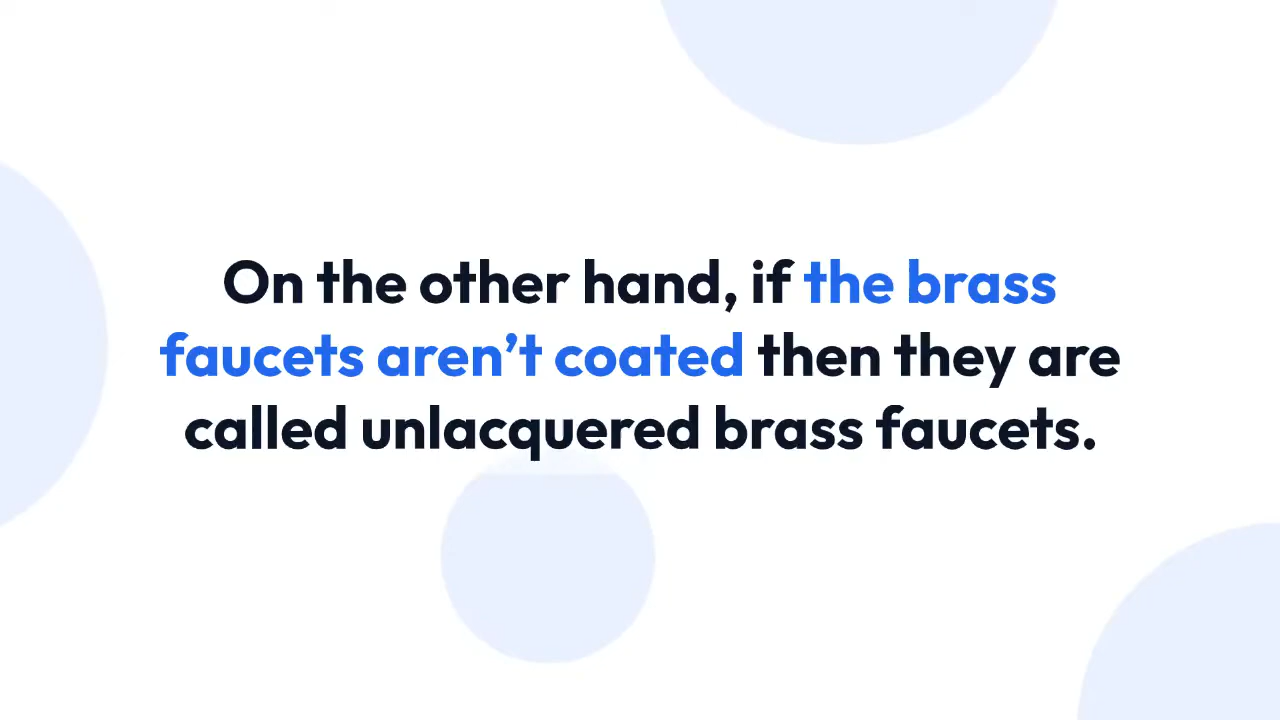 On the other hand, if the brass
faucets aren’t coated then they are
called unlacquered brass faucets.